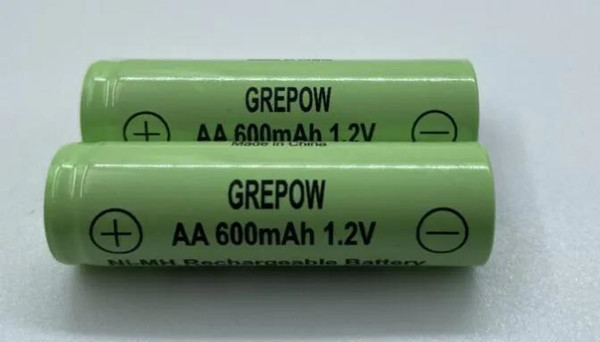 GREPOW
+ AA 600mAh 1.2V -
Made in China
GREPOW
+ AA 600mAh 1.2V -
Ni-MH Rechargeable Battery